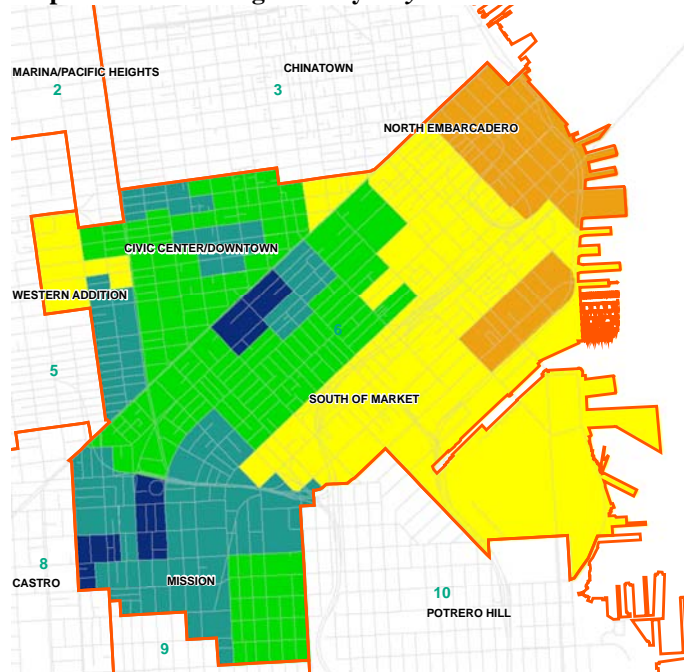 MARINA/PACIFIC HEIGHTS
CHINATOWN
2
3
NORTH EMBARCADERO
CIVIC CENTER/DOWNTOWN
WESTERN ADDITION
6
5
SOUTH OF MARKET
8
CASTRO
MISSION
10
POTRERO HILL
9